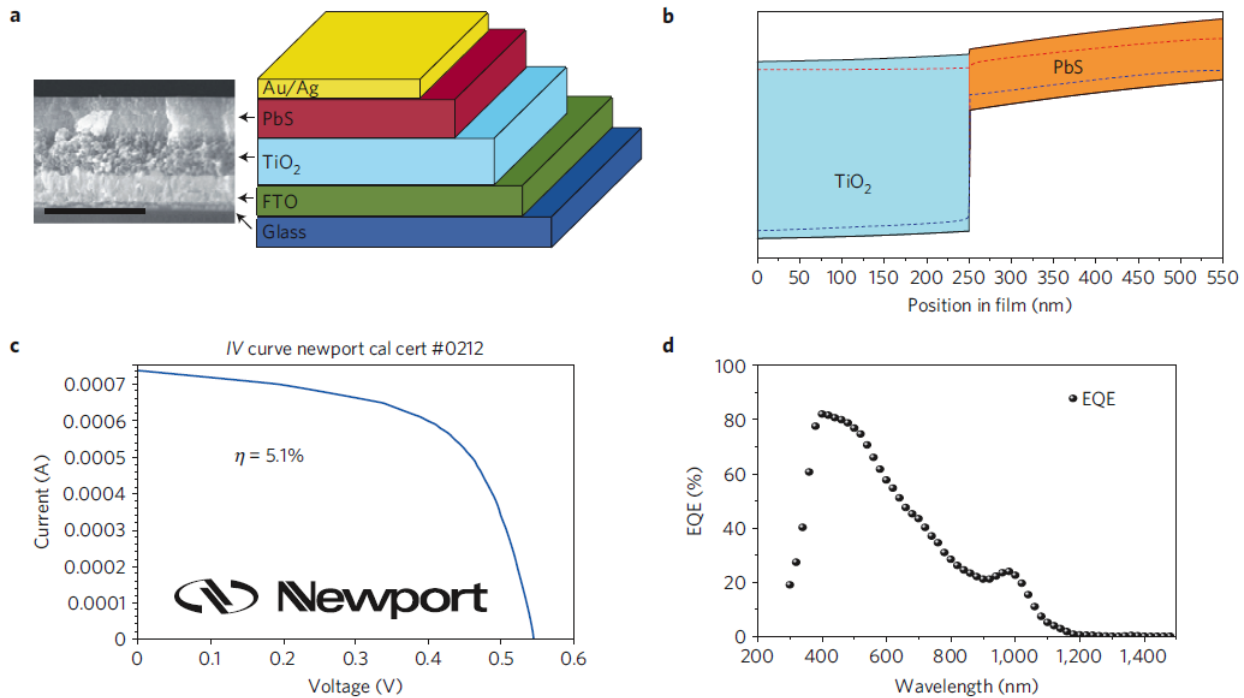 a
Au/Ag
PbS
TiO₂
FTO
Glass
b
TiO₂
PbS
0 50 100 150 200 250 300 350 400 450 500 550
Position in film (nm)
c
IV curve newport cal cert #0212
0.0007
0.0006
0.0005
0.0004
0.0003
0.0002
0.0001
0
Current (A)
η = 5.1%
Newport
0 0.1 0.2 0.3 0.4 0.5 0.6
Voltage (V)
d
100
80
60
40
20
0
EQE (%)
EQE
200 400 600 800 1,000 1,200 1,400
Wavelength (nm)